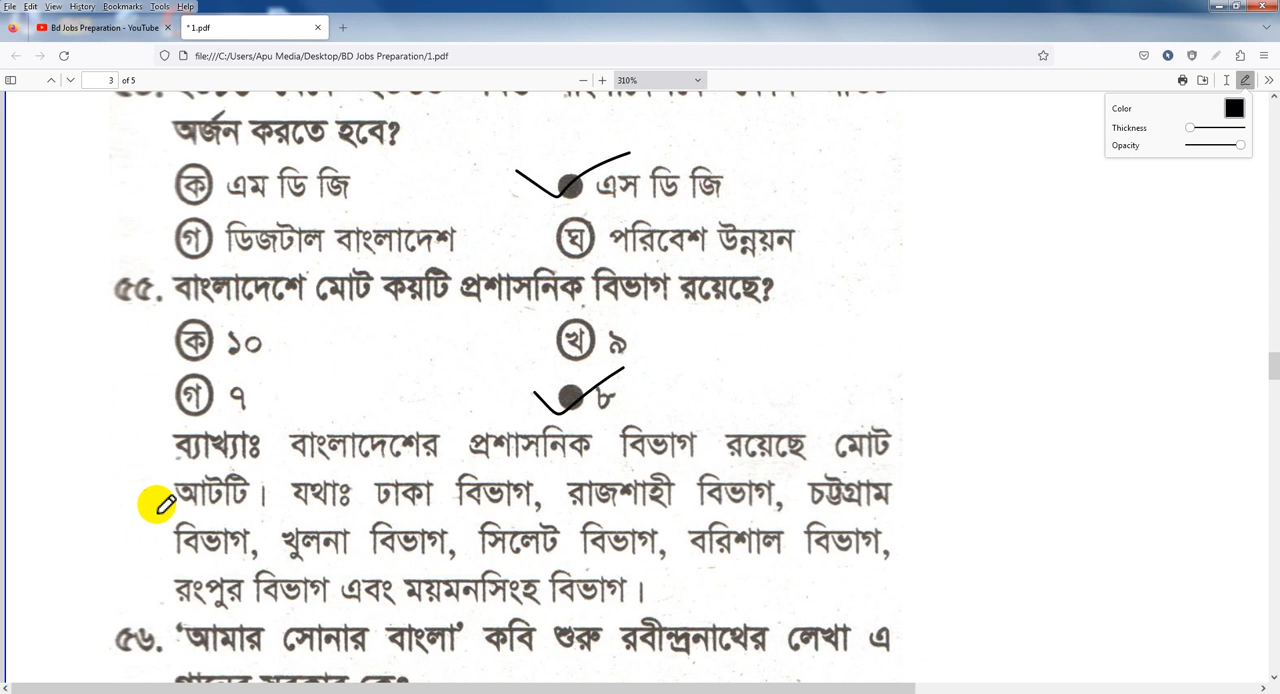 File Edit View History Bookmarks Tools Help
Bd Jobs Preparation - YouTube
* 1.pdf
file:///C:/Users/Apu Media/Desktop/BD Jobs Preparation/1.pdf
3 of 5
310%
Color
Thickness
Opacity
অর্জন করতে হবে?
ক এম ডি জি এস ডি জি
গ ডিজটাল বাংলাদেশ ঘ পরিবেশ উন্নয়ন
৫৫. বাংলাদেশে মোট কয়টি প্রশাসনিক বিভাগ রয়েছে?
ক ১০ খ ৯
গ ৭ ৮
ব্যাখ্যাঃ বাংলাদেশের প্রশাসনিক বিভাগ রয়েছে মোট
আটটি। যথাঃ ঢাকা বিভাগ, রাজশাহী বিভাগ, চট্টগ্রাম
বিভাগ, খুলনা বিভাগ, সিলেট বিভাগ, বরিশাল বিভাগ,
রংপুর বিভাগ এবং ময়মনসিংহ বিভাগ।
৫৬. ‘আমার সোনার বাংলা’ কবি গুরু রবীন্দ্রনাথের লেখা এ